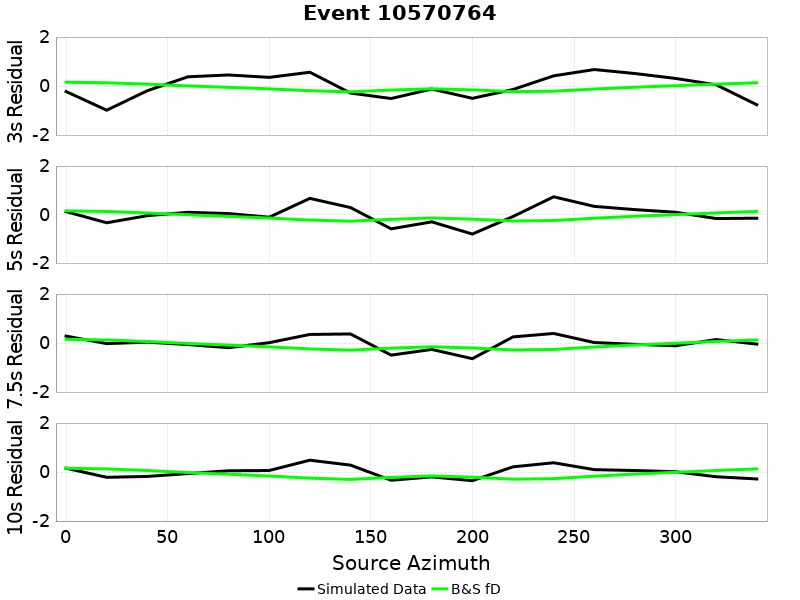 Event 10570764
3s Residual
2
0
-2
5s Residual
2
0
-2
7.5s Residual
2
0
-2
10s Residual
2
0
-2
0 50 100 150 200 250 300
Source Azimuth
Simulated Data B&S fD